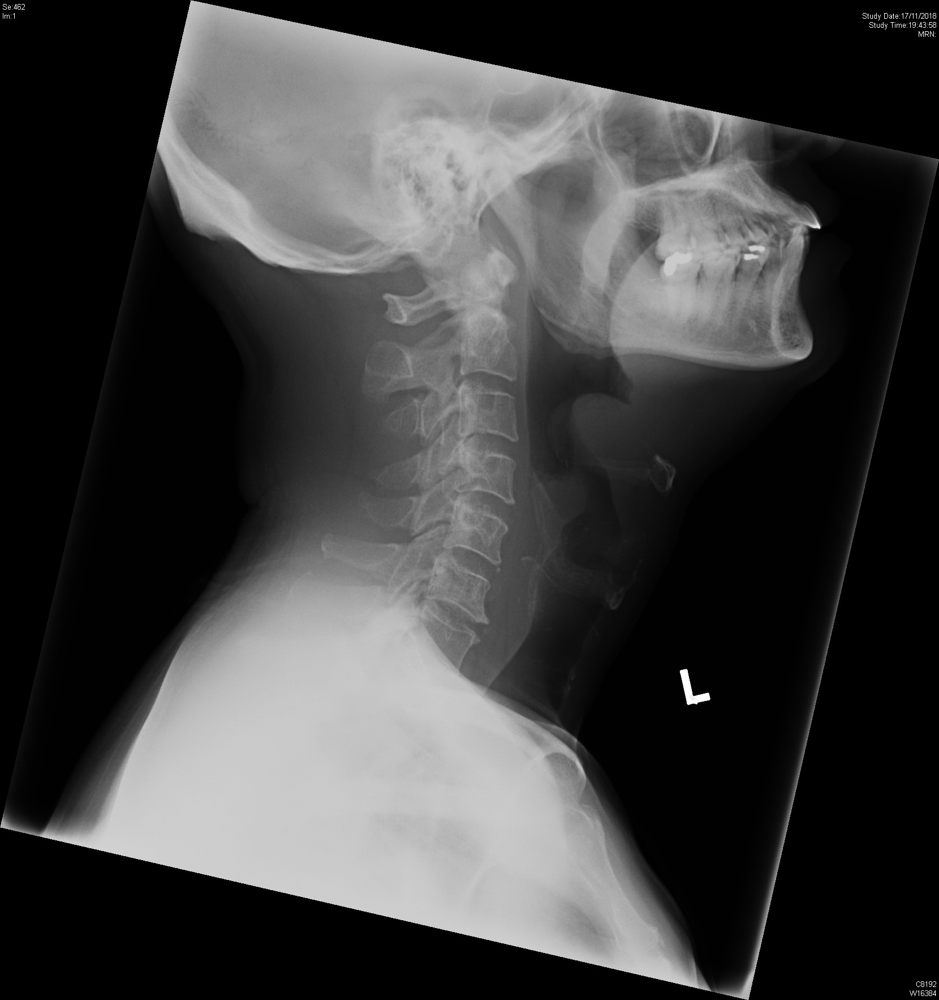 Se:462
Im:1
Study Date:17/11/2018
Study Time:19:43:58
MRN:
L
C8192
W16384